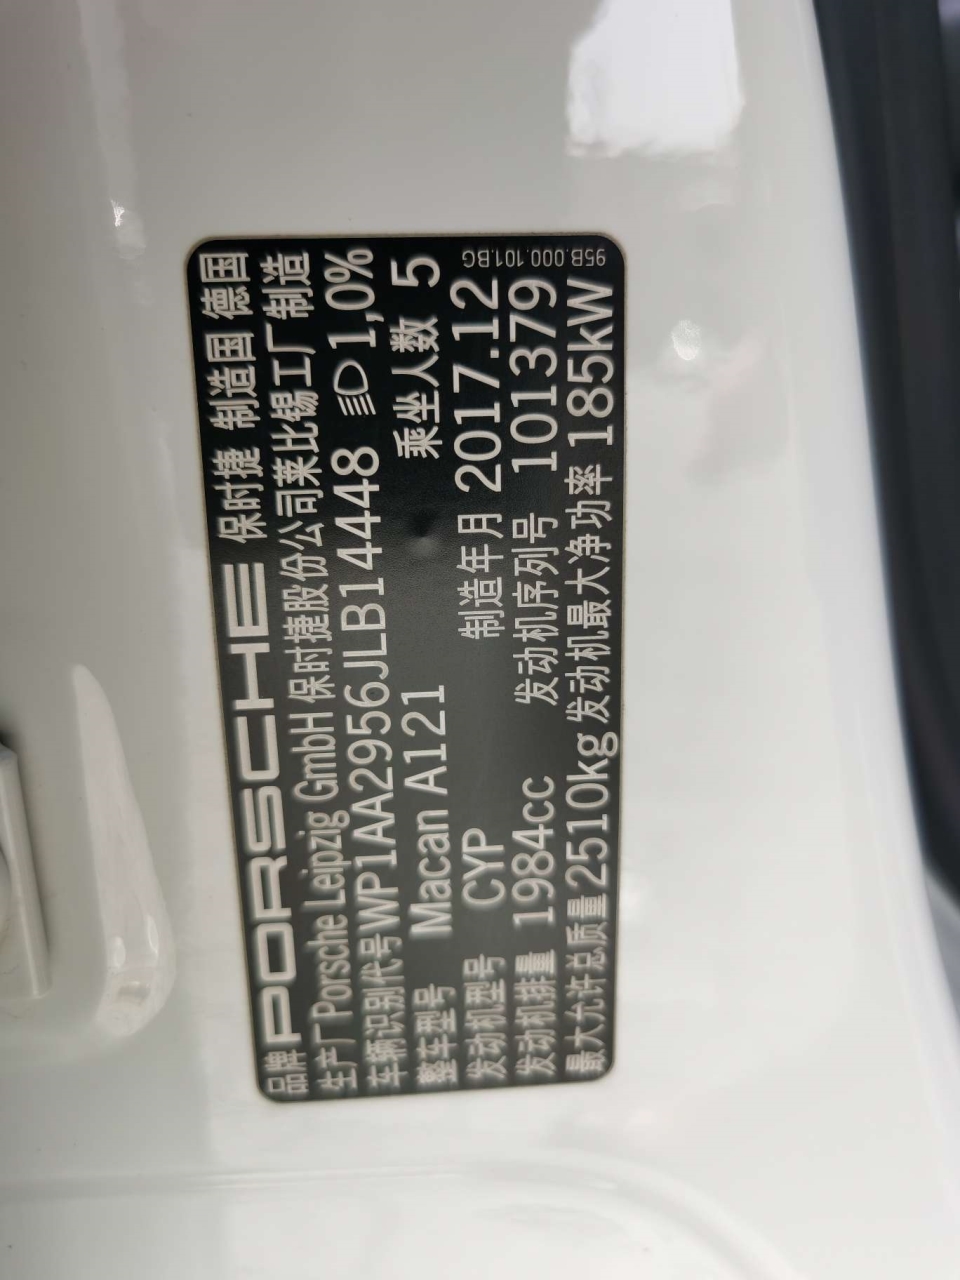 品牌 PORSCHE 保时捷 制造国 德国
生产厂 Porsche Leipzig GmbH 保时捷股份公司莱比锡工厂制造
车辆识别代号 WP1AA2956JLB14448 1,0%
整车型号 Macan A121 乘坐人数 5
发动机型号 CYP 制造年月 2017.12
发动机排量 1984cc 发动机序列号 101379
最大允许总质量 2510kg 发动机最大净功率 185kW
95B.000.101.BG